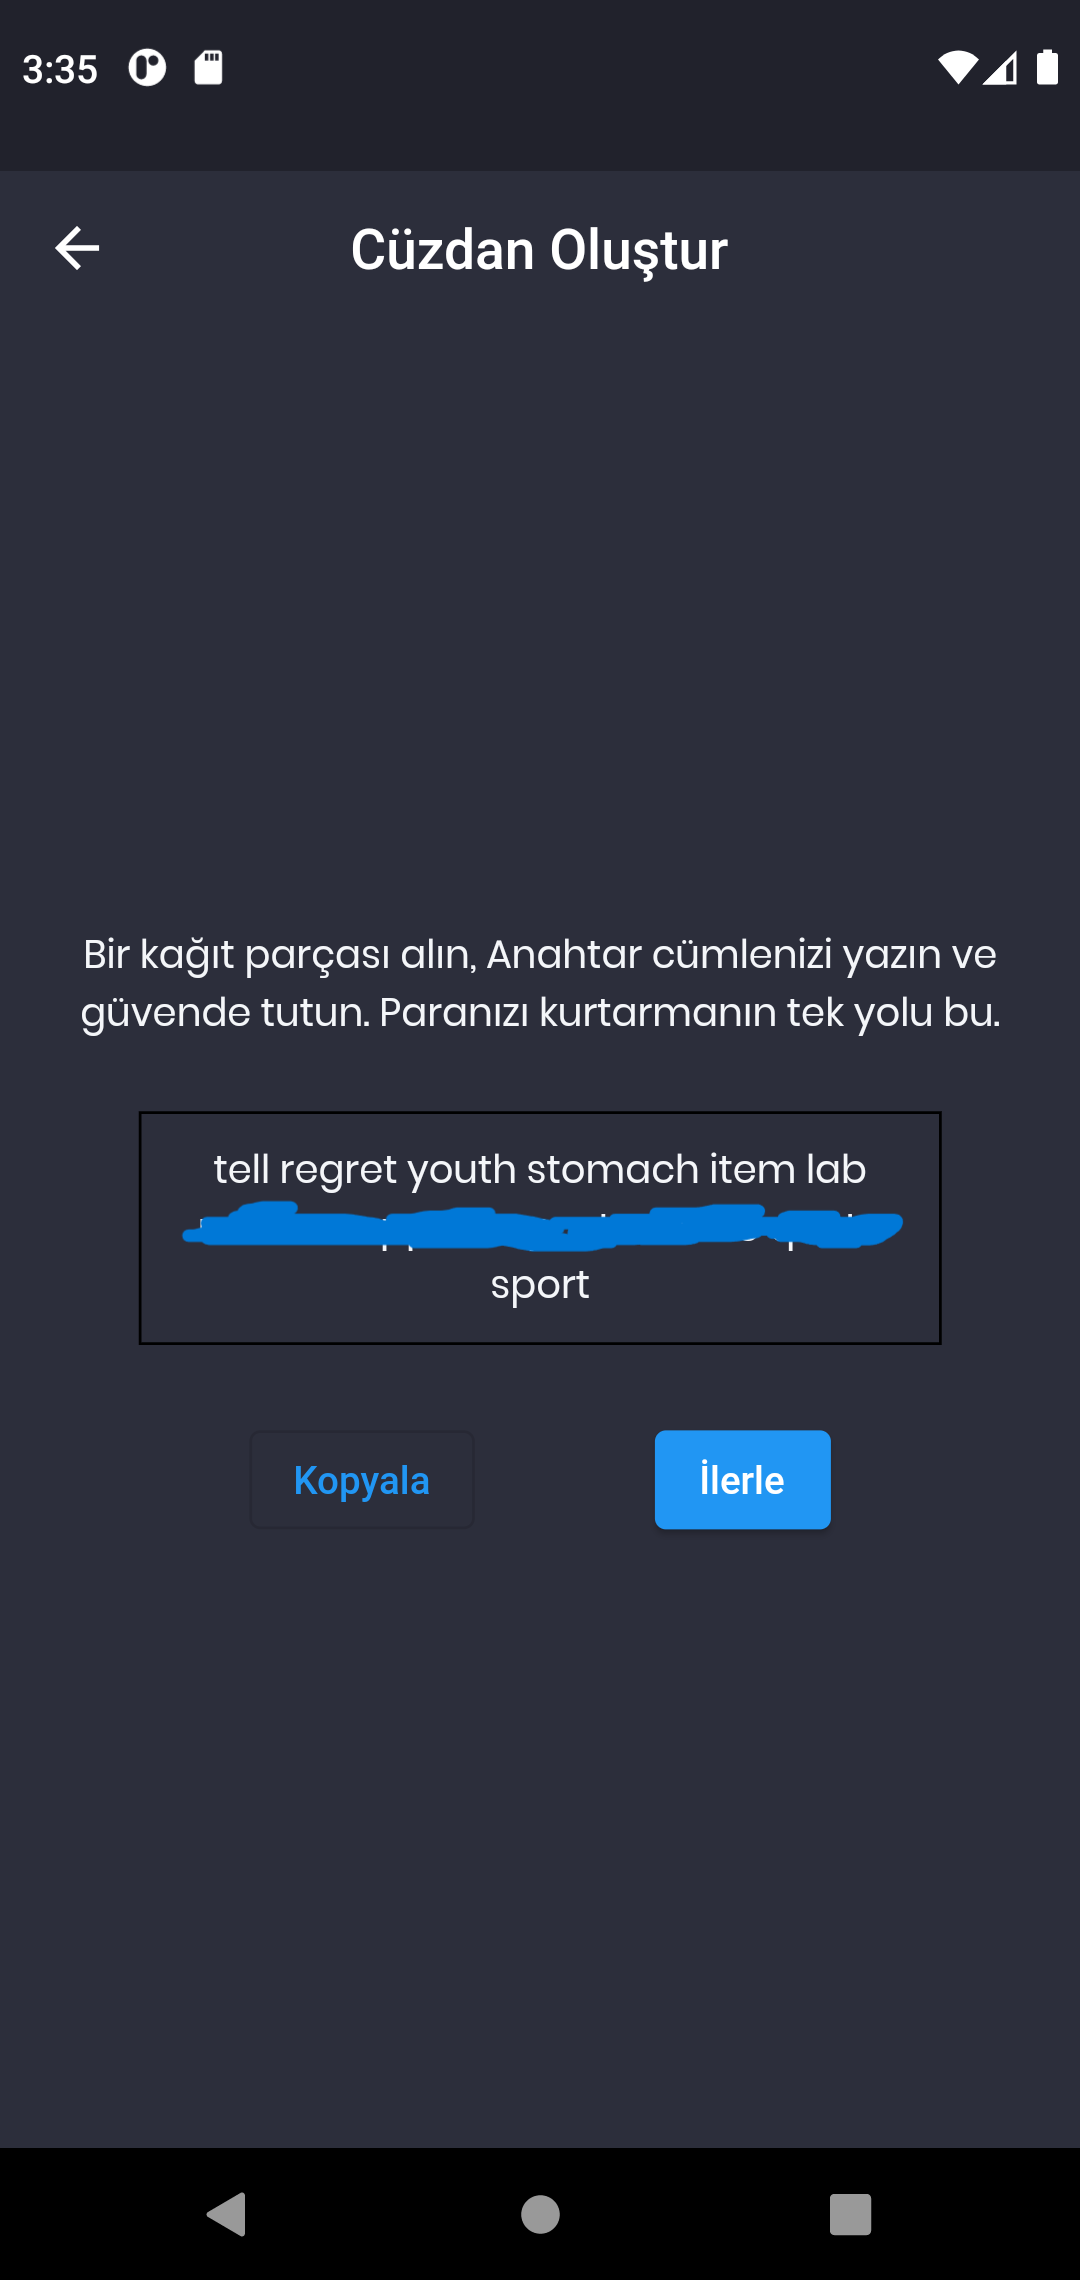 3:35
Cüzdan Oluştur
Bir kağıt parçası alın, Anahtar cümlenizi yazın ve
güvende tutun. Paranızı kurtarmanın tek yolu bu.
tell regret youth stomach item lab
sport
Kopyala
İlerle